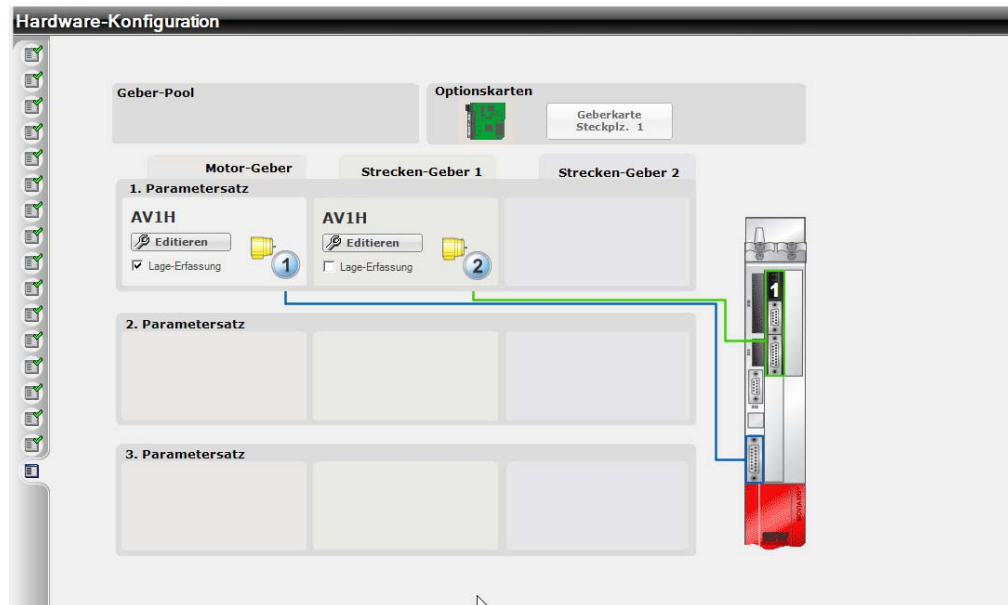 Hardware-Konfiguration
Geber-Pool
Optionskarten
Geberkarte
Steckplz. 1
Motor-Geber
Strecken-Geber 1
Strecken-Geber 2
1. Parametersatz
AV1H
Editieren
Lage-Erfassung
1
AV1H
Editieren
Lage-Erfassung
2
1
2. Parametersatz
3. Parametersatz